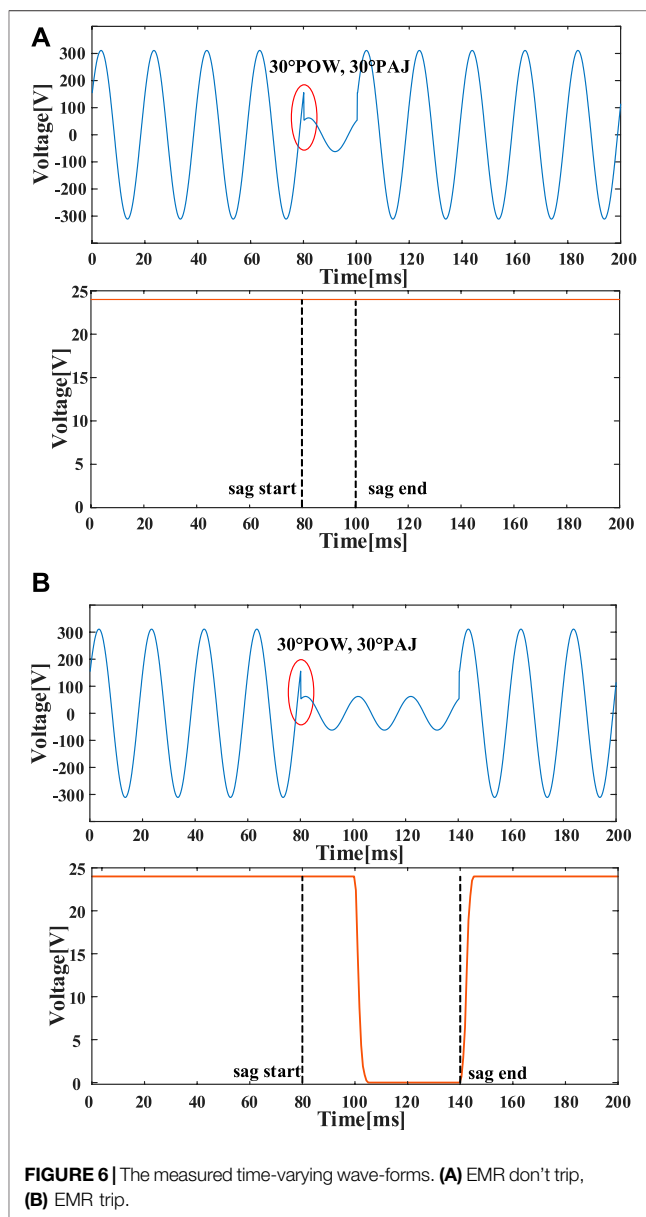 A
30°POW, 30°PAJ
Voltage[V]
300
200
100
0
-100
-200
-300
0 20 40 60 80 100 120 140 160 180 200
Time[ms]
Voltage[V]
25
20
15
10
5
0
sag start
sag end
0 20 40 60 80 100 120 140 160 180 200
Time[ms]
B
30°POW, 30°PAJ
Voltage[V]
300
200
100
0
-100
-200
-300
0 20 40 60 80 100 120 140 160 180 200
Time[ms]
Voltage[V]
25
20
15
10
5
0
sag start
sag end
0 20 40 60 80 100 120 140 160 180 200
Time[ms]
FIGURE 6 | The measured time-varying wave-forms. (A) EMR don't trip,
(B) EMR trip.